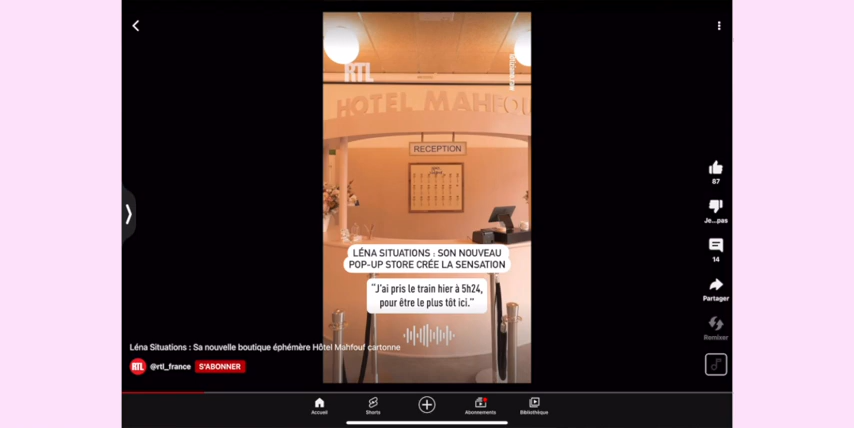 RTL
HOTEL MAHFOU
RECEPTION
LÉNA SITUATIONS : SON NOUVEAU
POP-UP STORE CRÉE LA SENSATION
"J'ai pris le train hier à 5h24,
pour être le plus tôt ici."
87
Je...pas
14
Partager
Remixer
Léna Situations : Sa nouvelle boutique éphémère Hôtel Mahfouf cartonne
RTL @rtl_france S'ABONNER
Accueil Shorts Abonnements Bibliothèque